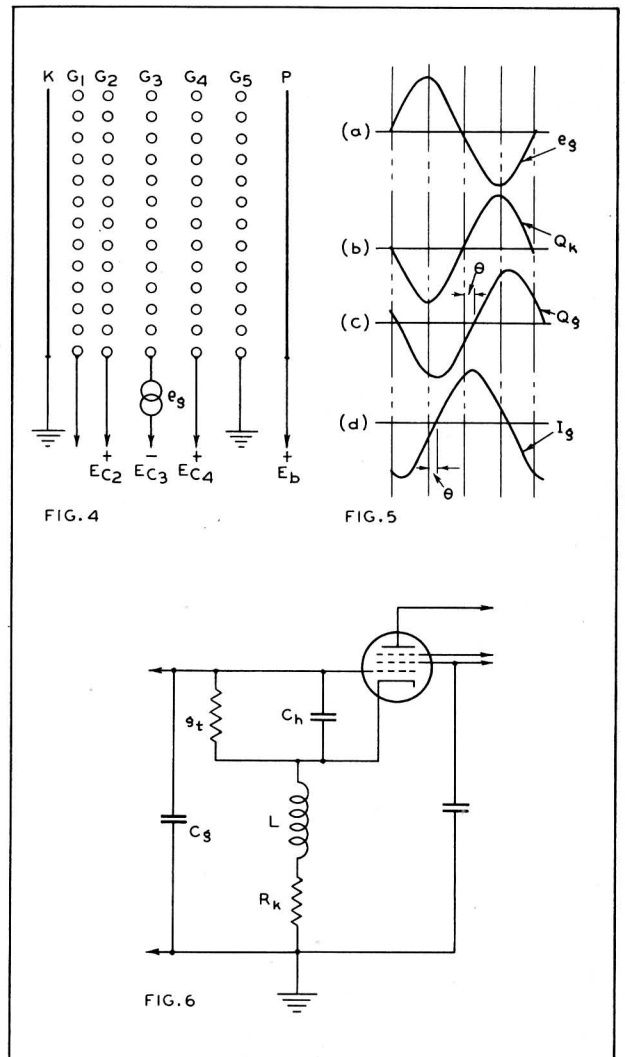 K G1 G2 G3 G4 G5 P
eg
+ - + +
EC2 EC3 EC4 Eb
FIG.4
(a)
eg
(b)
Qk
θ
(c)
Qg
(d)
Ig
θ
FIG.5
gt
Ch
Cg
L
Rk
FIG.6